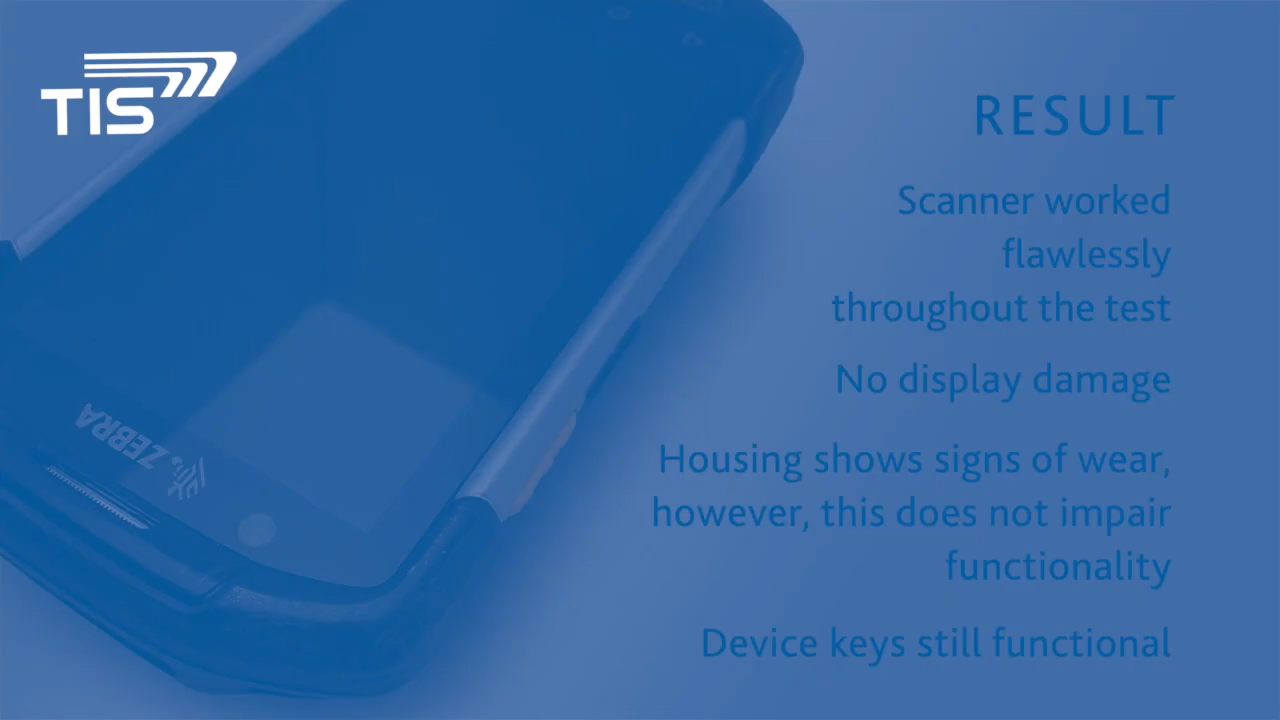 TIS
RESULT
Scanner worked
flawlessly
throughout the test
No display damage
Housing shows signs of wear,
however, this does not impair
functionality
Device keys still functional
ZEBRA